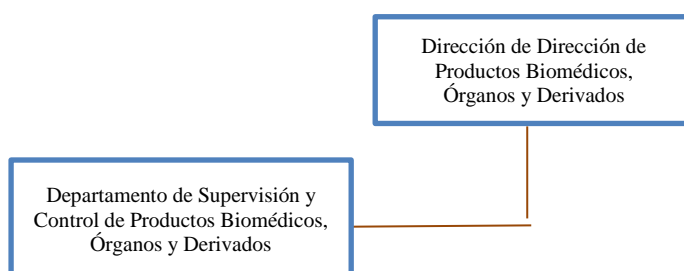 Dirección de Dirección de
Productos Biomédicos,
Órganos y Derivados
Departamento de Supervisión y
Control de Productos Biomédicos,
Órganos y Derivados